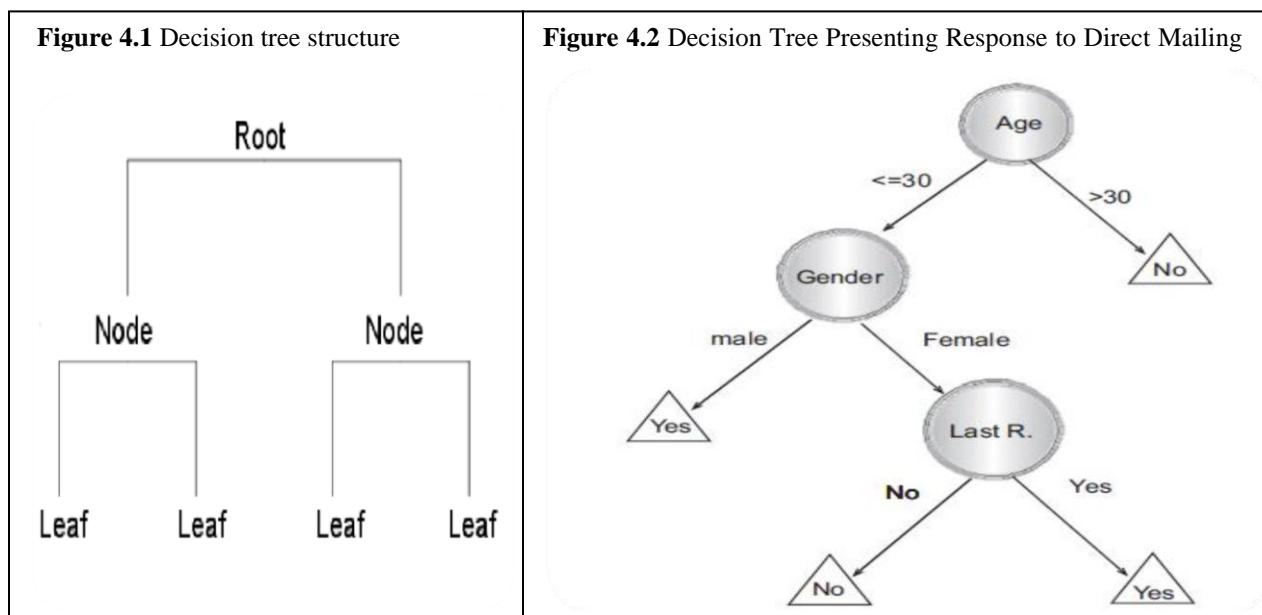 Figure 4.1 Decision tree structure
Root
Node Node
Leaf Leaf Leaf Leaf
Figure 4.2 Decision Tree Presenting Response to Direct Mailing
Age
<=30 >30
Gender No
male Female
Yes Last R.
No Yes
No Yes